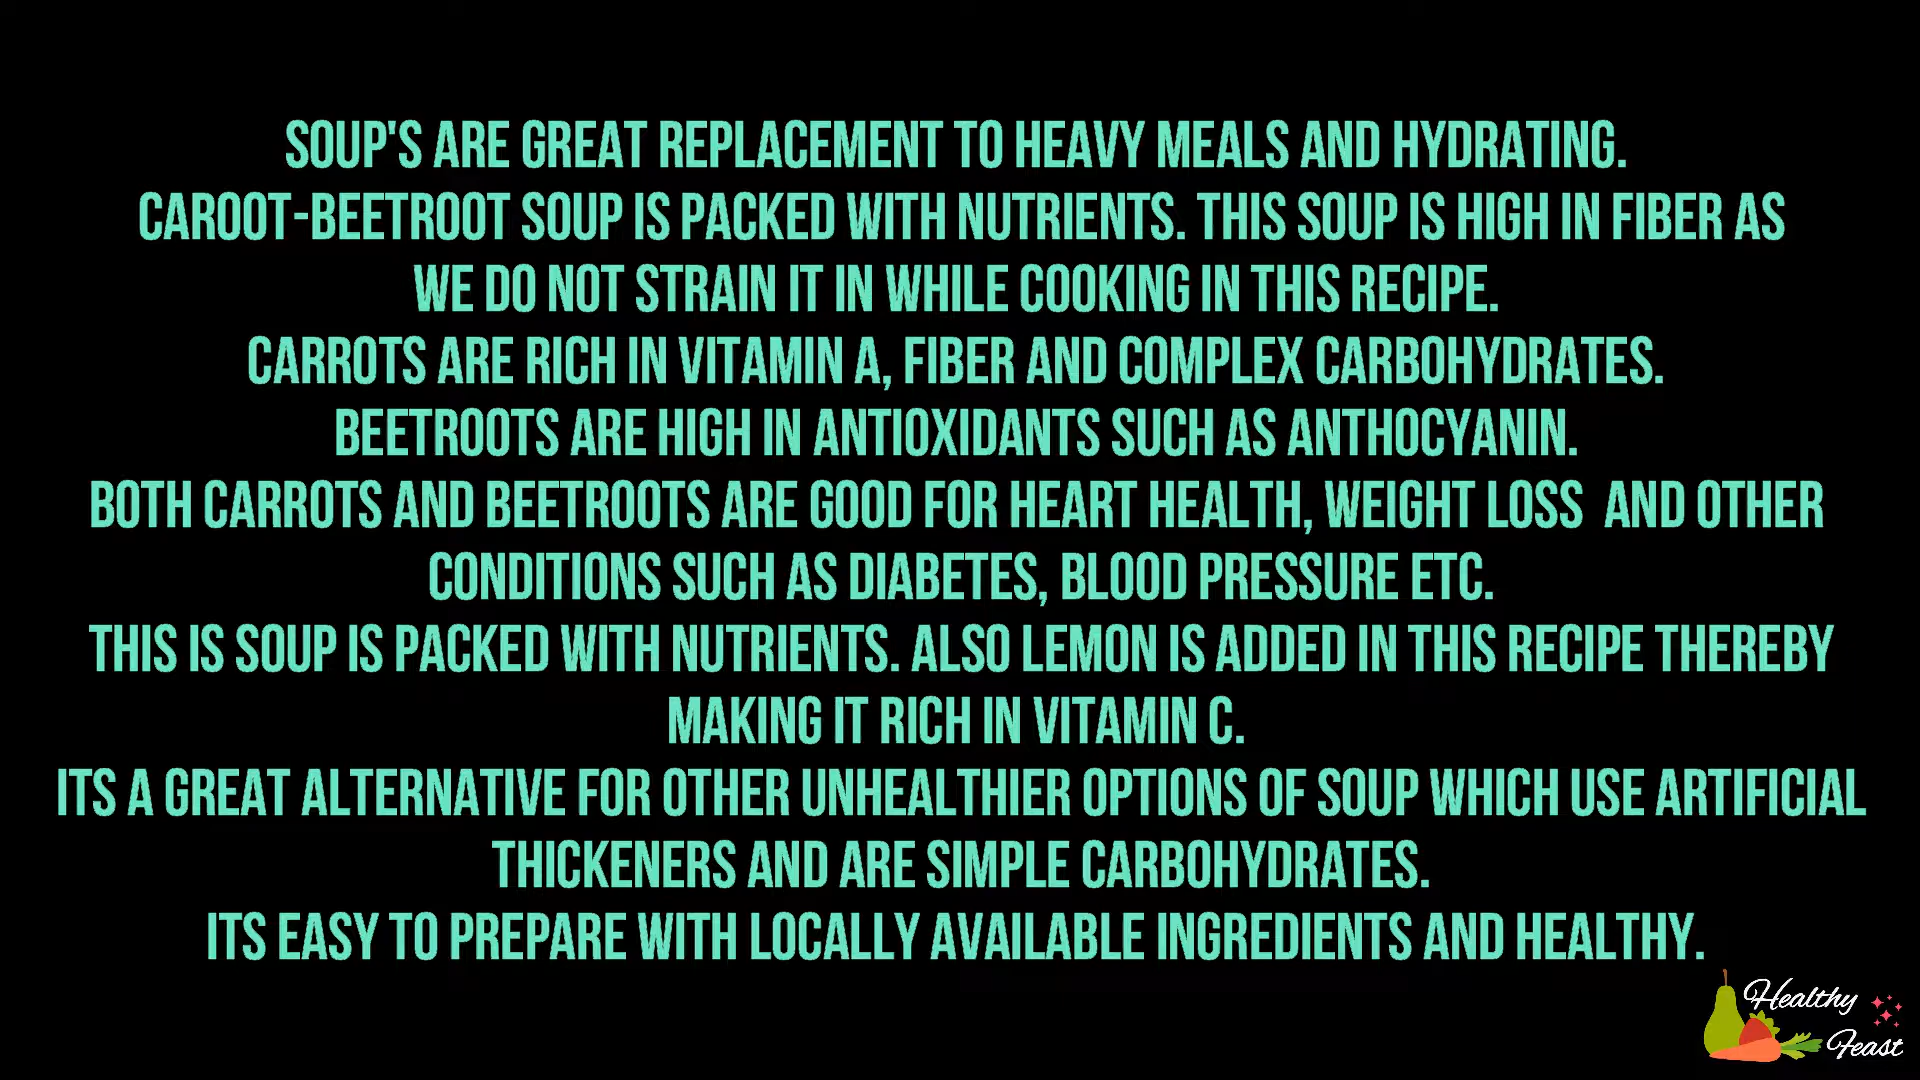 SOUP'S ARE GREAT REPLACEMENT TO HEAVY MEALS AND HYDRATING.
CAROOT-BEETROOT SOUP IS PACKED WITH NUTRIENTS. THIS SOUP IS HIGH IN FIBER AS
WE DO NOT STRAIN IT IN WHILE COOKING IN THIS RECIPE.
CARROTS ARE RICH IN VITAMIN A, FIBER AND COMPLEX CARBOHYDRATES.
BEETROOTS ARE HIGH IN ANTIOXIDANTS SUCH AS ANTHOCYANIN.
BOTH CARROTS AND BEETROOTS ARE GOOD FOR HEART HEALTH, WEIGHT LOSS AND OTHER
CONDITIONS SUCH AS DIABETES, BLOOD PRESSURE ETC.
THIS IS SOUP IS PACKED WITH NUTRIENTS. ALSO LEMON IS ADDED IN THIS RECIPE THEREBY
MAKING IT RICH IN VITAMIN C.
ITS A GREAT ALTERNATIVE FOR OTHER UNHEALTHIER OPTIONS OF SOUP WHICH USE ARTIFICIAL
THICKENERS AND ARE SIMPLE CARBOHYDRATES.
ITS EASY TO PREPARE WITH LOCALLY AVAILABLE INGREDIENTS AND HEALTHY.
Healthy
Feast